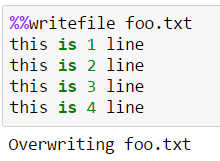 %%writefile foo.txt
this is 1 line
this is 2 line
this is 3 line
this is 4 line
Overwriting foo.txt